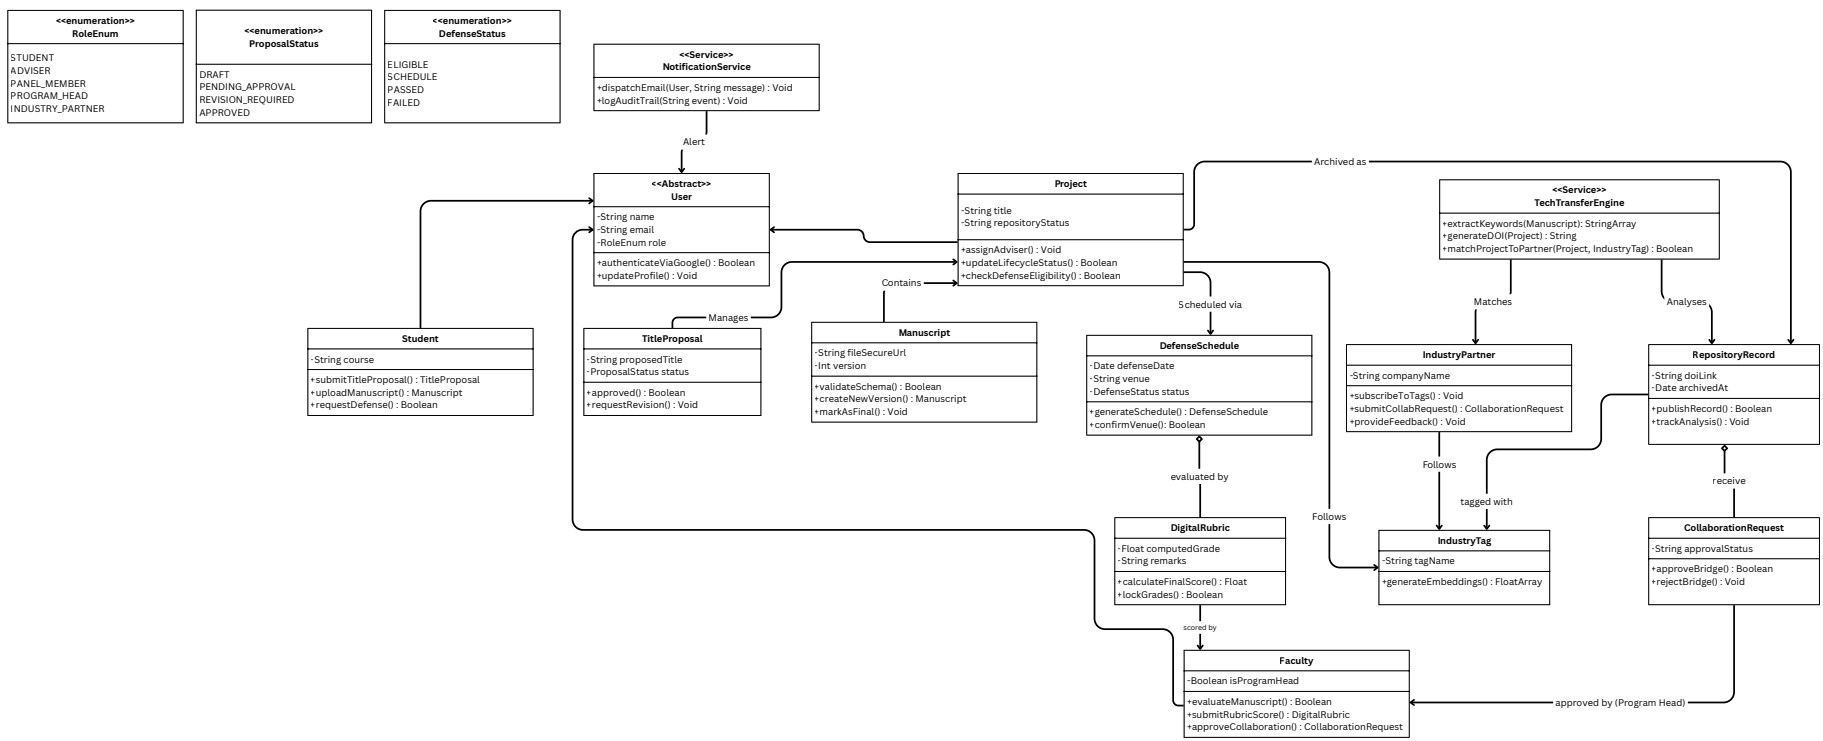 <<enumeration>>
RoleEnum
STUDENT
ADVISER
PANEL_MEMBER
PROGRAM_HEAD
INDUSTRY_PARTNER
<<enumeration>>
ProposalStatus
DRAFT
PENDING_APPROVAL
REVISION_REQUIRED
APPROVED
<<enumeration>>
DefenseStatus
ELIGIBLE
SCHEDULE
PASSED
FAILED
<<Service>>
NotificationService
+dispatchEmail(User, String message) : Void
+logAuditTrail(String event) : Void
Alert
<<Abstract>>
User
-String name
-String email
-RoleEnum role
+authenticateViaGoogle() : Boolean
+updateProfile() : Void
Project
-String title
-String repositoryStatus
+assignAdviser() : Void
+updateLifecycleStatus() : Boolean
+checkDefenseEligibility() : Boolean
Archived as
<<Service>>
TechTransferEngine
+extractKeywords(Manuscript): StringArray
+generateDOI(Project) : String
+matchProjectToPartner(Project, IndustryTag) : Boolean
Contains
Manages
Scheduled via
Matches
Analyses
Student
-String course
+submitTitleProposal() : TitleProposal
+uploadManuscript() : Manuscript
+requestDefense() : Boolean
TitleProposal
-String proposedTitle
-ProposalStatus status
+approved() : Boolean
+requestRevision() : Void
Manuscript
-String fileSecureUrl
-Int version
+validateSchema() : Boolean
+createNewVersion() : Manuscript
+markAsFinal() : Void
DefenseSchedule
-Date defenseDate
-String venue
-DefenseStatus status
+generateSchedule() : DefenseSchedule
+confirmVenue(): Boolean
IndustryPartner
-String companyName
+subscribeToTags() : Void
+submitCollabRequest() : CollaborationRequest
+provideFeedback() : Void
RepositoryRecord
-String doiLink
-Date archivedAt
+publishRecord() : Boolean
+trackAnalysis() : Void
evaluated by
Follows
Follows
tagged with
receive
DigitalRubric
-Float computedGrade
-String remarks
+calculateFinalScore() : Float
+lockGrades() : Boolean
IndustryTag
-String tagName
+generateEmbeddings() : FloatArray
CollaborationRequest
-String approvalStatus
+approveBridge() : Boolean
+rejectBridge() : Void
scored by
Faculty
-Boolean isProgramHead
+evaluateManuscript() : Boolean
+submitRubricScore() : DigitalRubric
+approveCollaboration() : CollaborationRequest
approved by (Program Head)